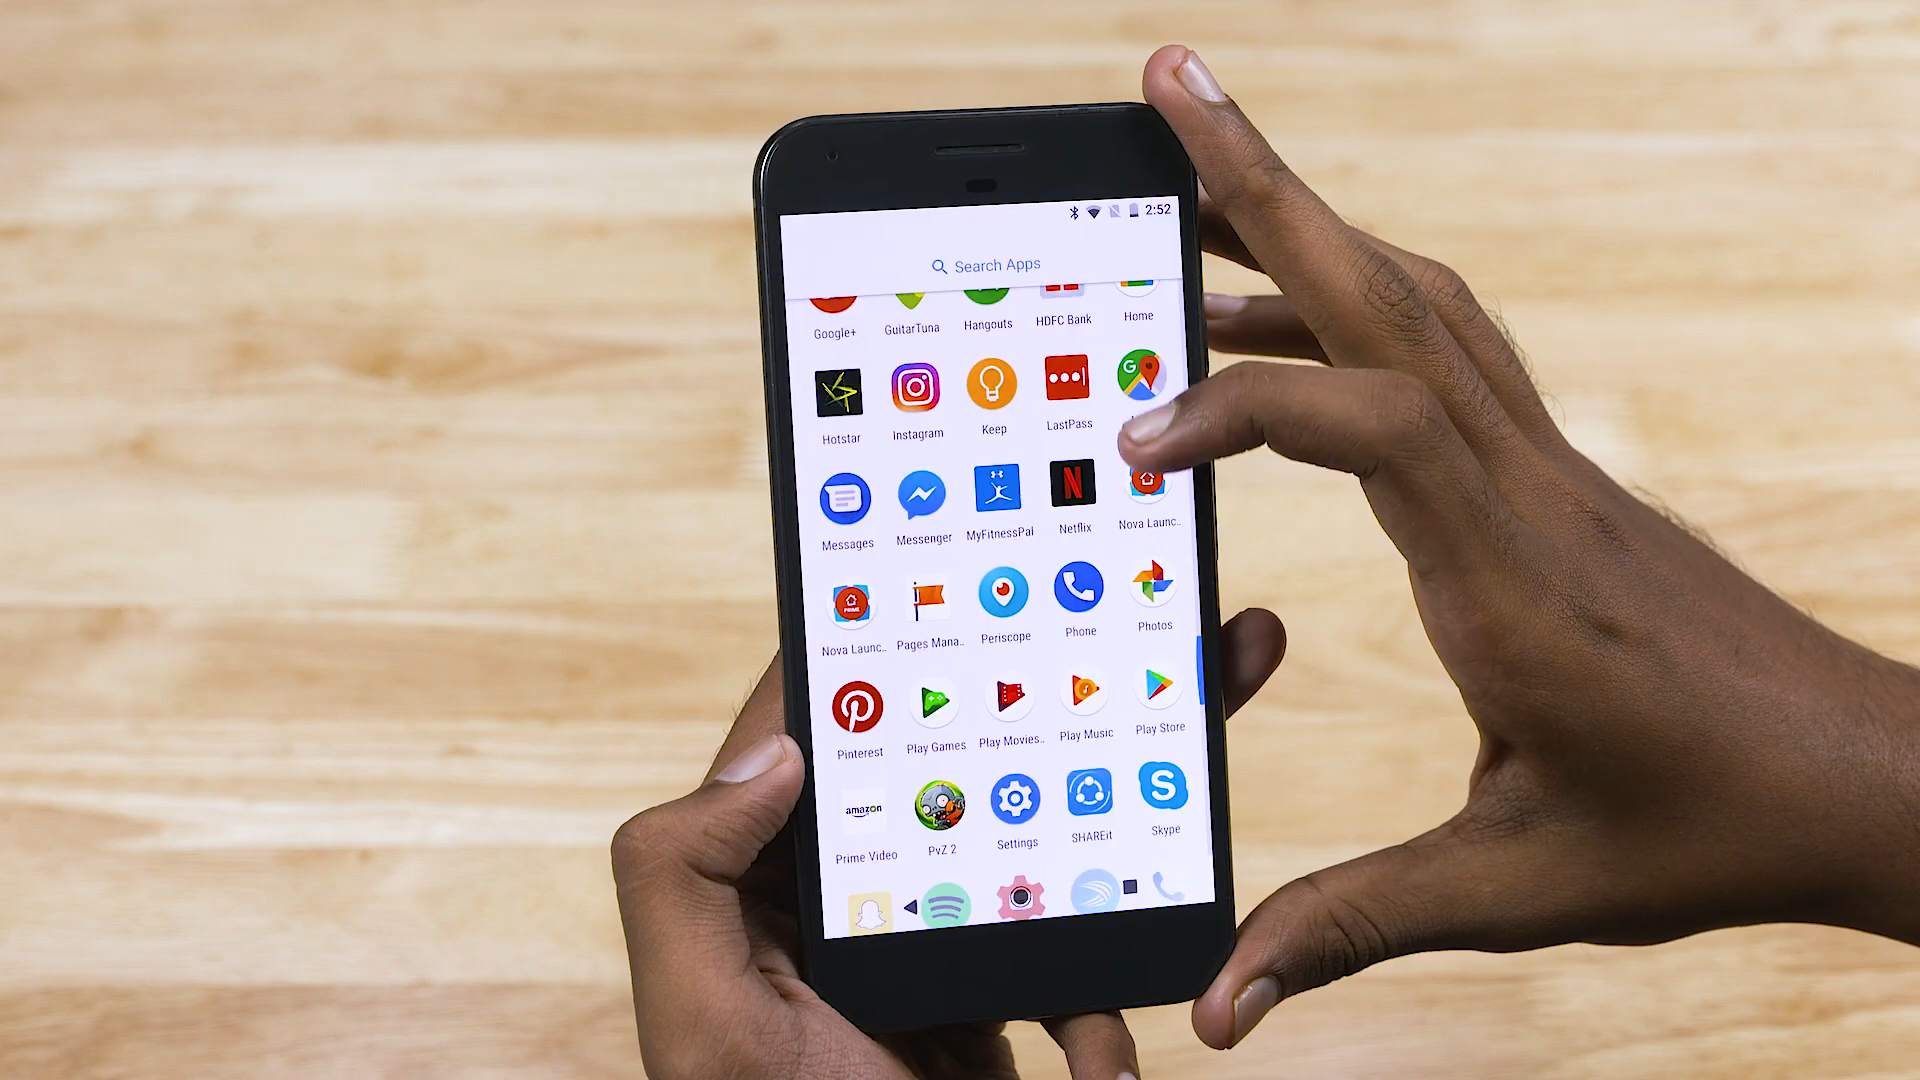 2:52
Search Apps
Google+ GuitarTuna Hangouts HDFC Bank Home
G
Hotstar Instagram Keep LastPass
N
Messages Messenger MyFitnessPal Netflix Nova Launc..
PRIME
Nova Launc.. Pages Mana.. Periscope Phone Photos
Pinterest Play Games Play Movies.. Play Music Play Store
amazon S
Prime Video PvZ 2 Settings SHAREit Skype